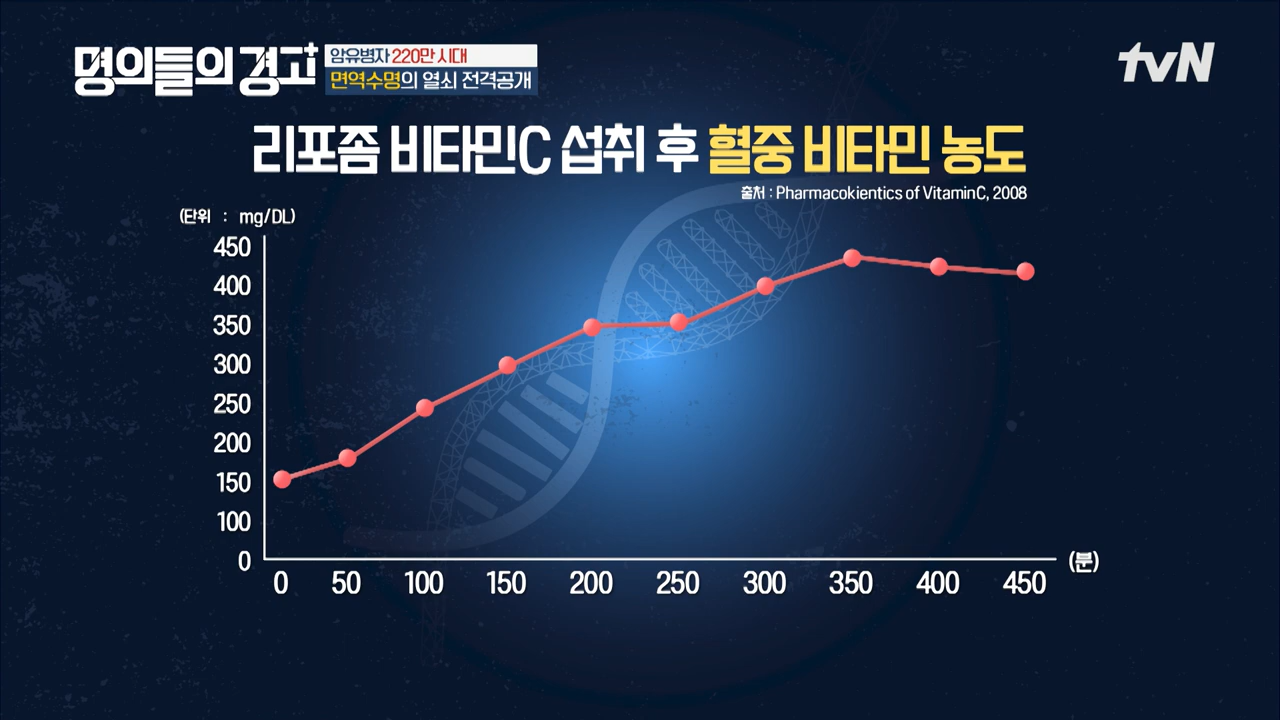 명의들의 경고+
암유병자 220만 시대
면역수명의 열쇠 전격공개
tvN
리포좀 비타민C 섭취 후 혈중 비타민 농도
출처 : Pharmacokientics of VitaminC, 2008
(단위 : mg/DL)
450
400
350
300
250
200
150
100
0
0 50 100 150 200 250 300 350 400 450
(분)